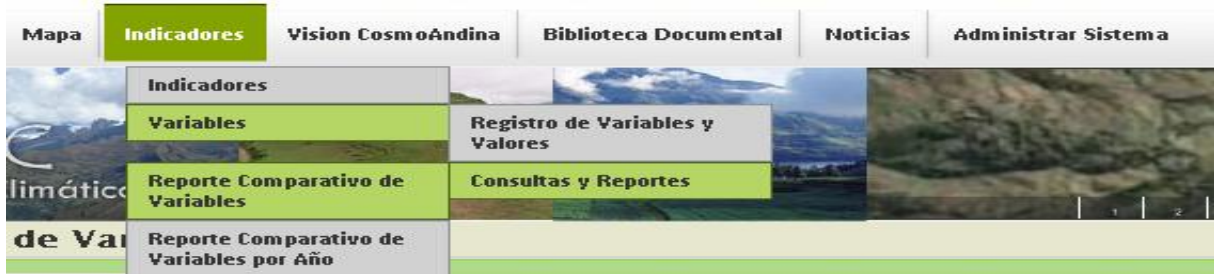 Mapa Indicadores Vision CosmoAndina Biblioteca Documental Noticias Administrar Sistema
Indicadores
Variables
Registro de Variables y
Valores
Reporte Comparativo de
Variables
Consultas y Reportes
Reporte Comparativo de
Variables por Año
C
limátic
1 2
de Va